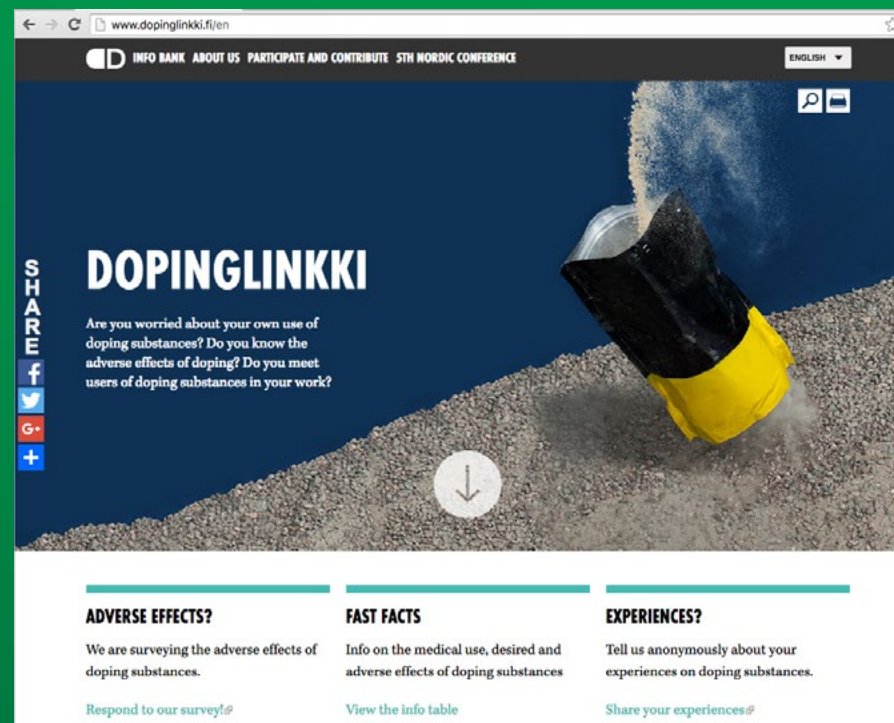 www.dopinglinkki.fi/en
D INFO BANK ABOUT US PARTICIPATE AND CONTRIBUTE 5TH NORDIC CONFERENCE
ENGLISH
SHARE
DOPINGLINKKI
Are you worried about your own use of
doping substances? Do you know the
adverse effects of doping? Do you meet
users of doping substances in your work?
f
G+
ADVERSE EFFECTS?
We are surveying the adverse effects of
doping substances.
Respond to our survey!
FAST FACTS
Info on the medical use, desired and
adverse effects of doping substances
View the info table
EXPERIENCES?
Tell us anonymously about your
experiences on doping substances.
Share your experiences